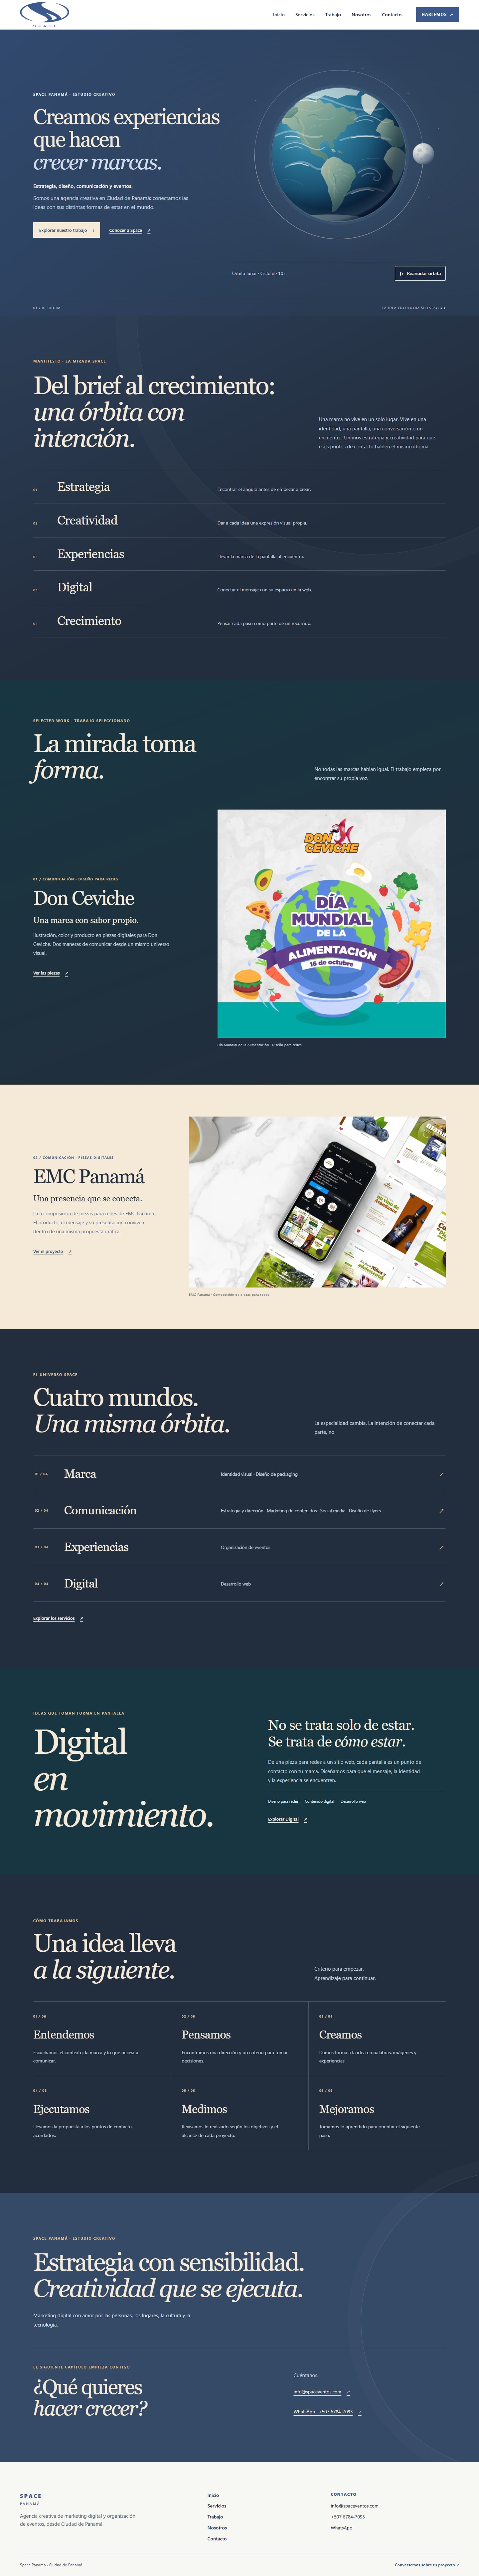 SPACE
Inicio
Servicios
Trabajo
Nosotros
Contacto
HABLEMOS ↗
SPACE PANAMÁ · ESTUDIO CREATIVO
Creamos experiencias
que hacen
crecer marcas.
Estrategia, diseño, comunicación y eventos.
Somos una agencia creativa en Ciudad de Panamá: conectamos las
ideas con sus distintas formas de estar en el mundo.
Explorar nuestro trabajo ↓
Conocer a Space ↗
Órbita lunar · Ciclo de 10 s
Reanudar órbita
01 / APERTURA
LA IDEA ENCUENTRA SU ESPACIO ↓
MANIFIESTO · LA MIRADA SPACE
Del brief al crecimiento:
una órbita con
intención.
Una marca no vive en un solo lugar. Vive en una
identidad, una pantalla, una conversación o un
encuentro. Unimos estrategia y creatividad para que
esos puntos de contacto hablen el mismo idioma.
01
Estrategia
Encontrar el ángulo antes de empezar a crear.
02
Creatividad
Dar a cada idea una expresión visual propia.
03
Experiencias
Llevar la marca de la pantalla al encuentro.
04
Digital
Conectar el mensaje con su espacio en la web.
05
Crecimiento
Pensar cada paso como parte de un recorrido.
SELECTED WORK · TRABAJO SELECCIONADO
La mirada toma
forma.
No todas las marcas hablan igual. El trabajo empieza por
encontrar su propia voz.
01 / COMUNICACIÓN · DISEÑO PARA REDES
Don Ceviche
Una marca con sabor propio.
Ilustración, color y producto en piezas digitales para Don
Ceviche. Dos maneras de comunicar desde un mismo universo
visual.
Ver las piezas ↗
DON
CEVICHE
DÍA
MUNDIAL
DE LA
ALIMENTACIÓN
16 de octubre
Día Mundial de la Alimentación · Diseño para redes
02 / COMUNICACIÓN · PIEZAS DIGITALES
EMC Panamá
Una presencia que se conecta.
Una composición de piezas para redes de EMC Panamá.
El producto, el mensaje y su presentación conviven
dentro de una misma propuesta gráfica.
Ver el proyecto ↗
EMC Panamá · Composición de piezas para redes
EL UNIVERSO SPACE
Cuatro mundos.
Una misma órbita.
La especialidad cambia. La intención de conectar cada
parte, no.
01 / 04
Marca
Identidad visual · Diseño de packaging
↗
02 / 04
Comunicación
Estrategia y dirección · Marketing de contenidos · Social media · Diseño de flyers
↗
03 / 04
Experiencias
Organización de eventos
↗
04 / 04
Digital
Desarrollo web
↗
Explorar los servicios ↗
IDEAS QUE TOMAN FORMA EN PANTALLA
Digital
en
movimiento.
No se trata solo de estar.
Se trata de cómo estar.
De una pieza para redes a un sitio web, cada pantalla es un punto de
contacto con tu marca. Diseñamos para que el mensaje, la identidad
y la experiencia se encuentren.
Diseño para redes
Contenido digital
Desarrollo web
Explorar Digital ↗
CÓMO TRABAJAMOS
Una idea lleva
a la siguiente.
Criterio para empezar.
Aprendizaje para continuar.
01 / 06
Entendemos
Escuchamos el contexto, la marca y lo que necesita
comunicar.
02 / 06
Pensamos
Encontramos una dirección y un criterio para tomar
decisiones.
03 / 06
Creamos
Damos forma a la idea en palabras, imágenes y
experiencias.
04 / 06
Ejecutamos
Llevamos la propuesta a los puntos de contacto
acordados.
05 / 06
Medimos
Revisamos lo realizado según los objetivos y el
alcance de cada proyecto.
06 / 06
Mejoramos
Tomamos lo aprendido para orientar el siguiente
paso.
SPACE PANAMÁ · ESTUDIO CREATIVO
Estrategia con sensibilidad.
Creatividad que se ejecuta.
Marketing digital con amor por las personas, los lugares, la cultura y la
tecnología.
EL SIGUIENTE CAPÍTULO EMPIEZA CONTIGO
¿Qué quieres
hacer crecer?
Cuéntanos.
info@spaceventos.com ↗
WhatsApp · +507 6784-7093 ↗
SPACE
PANAMÁ
Agencia creativa de marketing digital y organización
de eventos, desde Ciudad de Panamá.
Inicio
Servicios
Trabajo
Nosotros
Contacto
CONTACTO
info@spaceventos.com
+507 6784-7093
WhatsApp
Space Panamá · Ciudad de Panamá
Conversemos sobre tu proyecto ↗